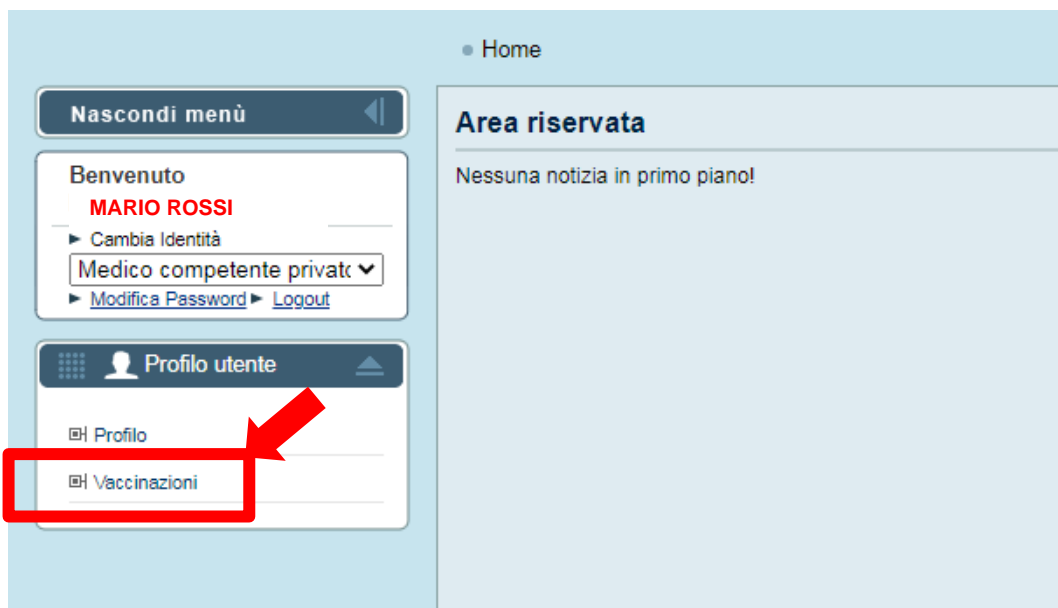 Home
Nascondi menù
Area riservata
Benvenuto
MARIO ROSSI
Nessuna notizia in primo piano!
Cambia Identità
Medico competente privato
Modifica Password
Logout
Profilo utente
Profilo
Vaccinazioni